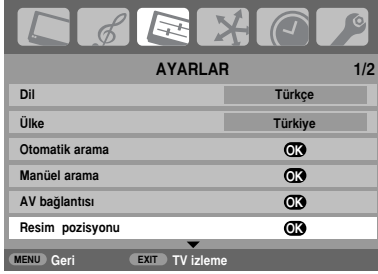 AYARLAR 1/2
Dil Türkçe
Ülke Türkiye
Otomatik arama OK
Manüel arama OK
AV bağlantısı OK
Resim pozisyonu OK
MENU Geri EXIT TV izleme